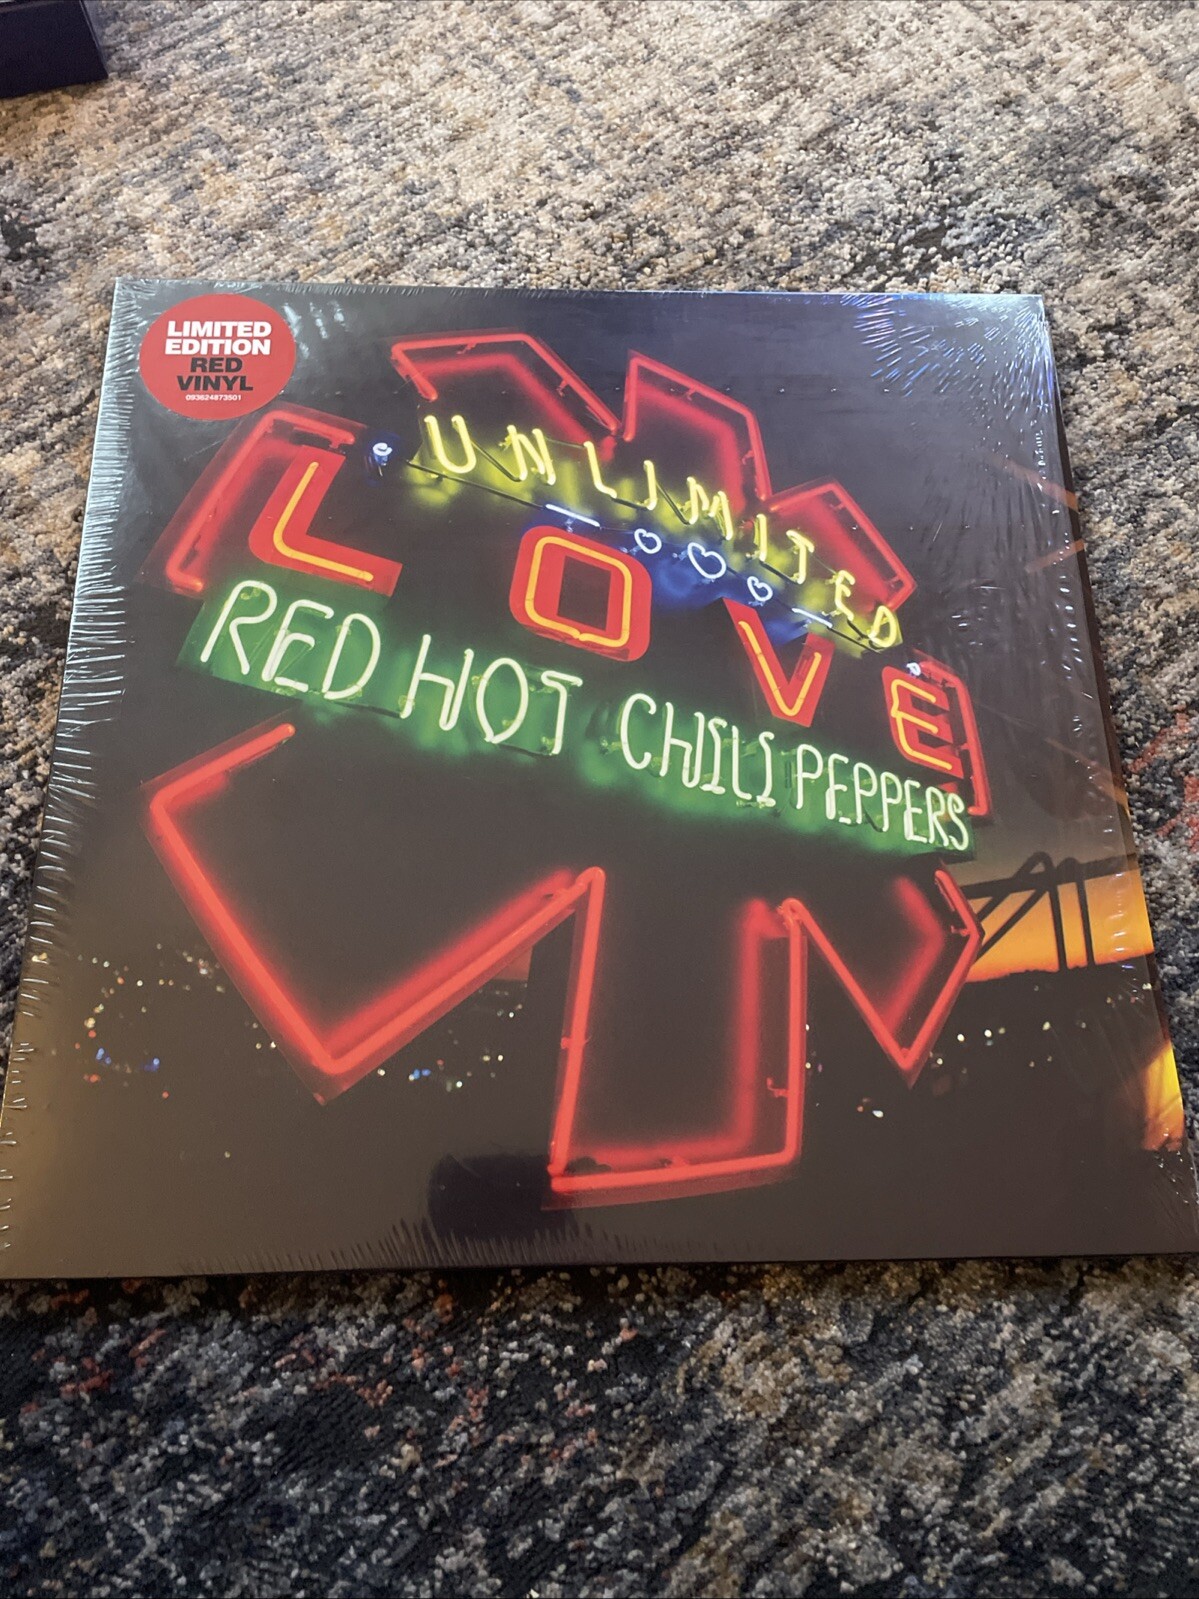 LIMITED
EDITION
RED
VINYL
093624873501
UNLIMITED
LOVE
RED HOT CHILI PEPPERS